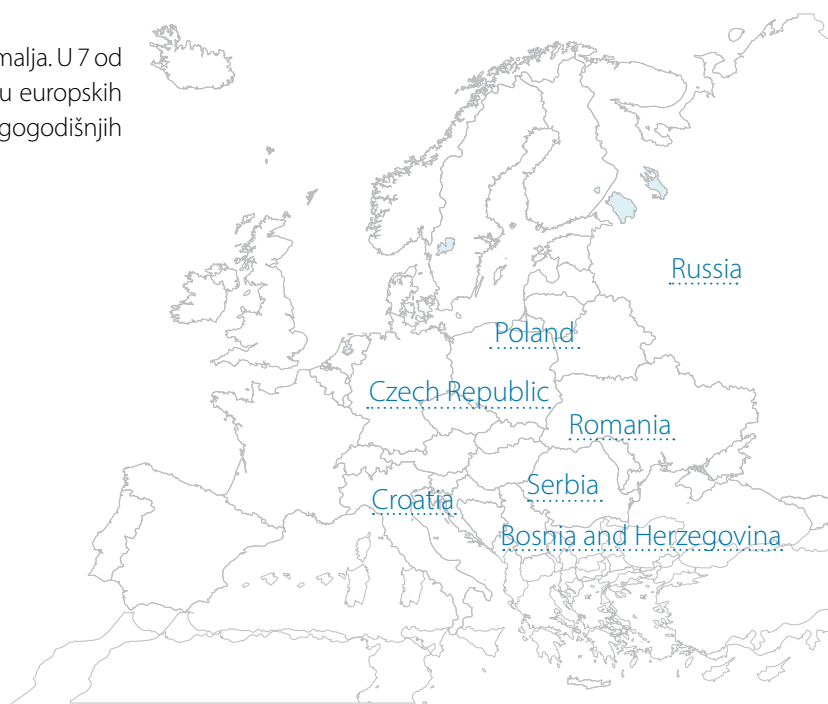 malja. U 7 od
u europskih
gogodišnjih
Russia
Poland
Czech Republic
Romania
Serbia
Croatia
Bosnia and Herzegovina